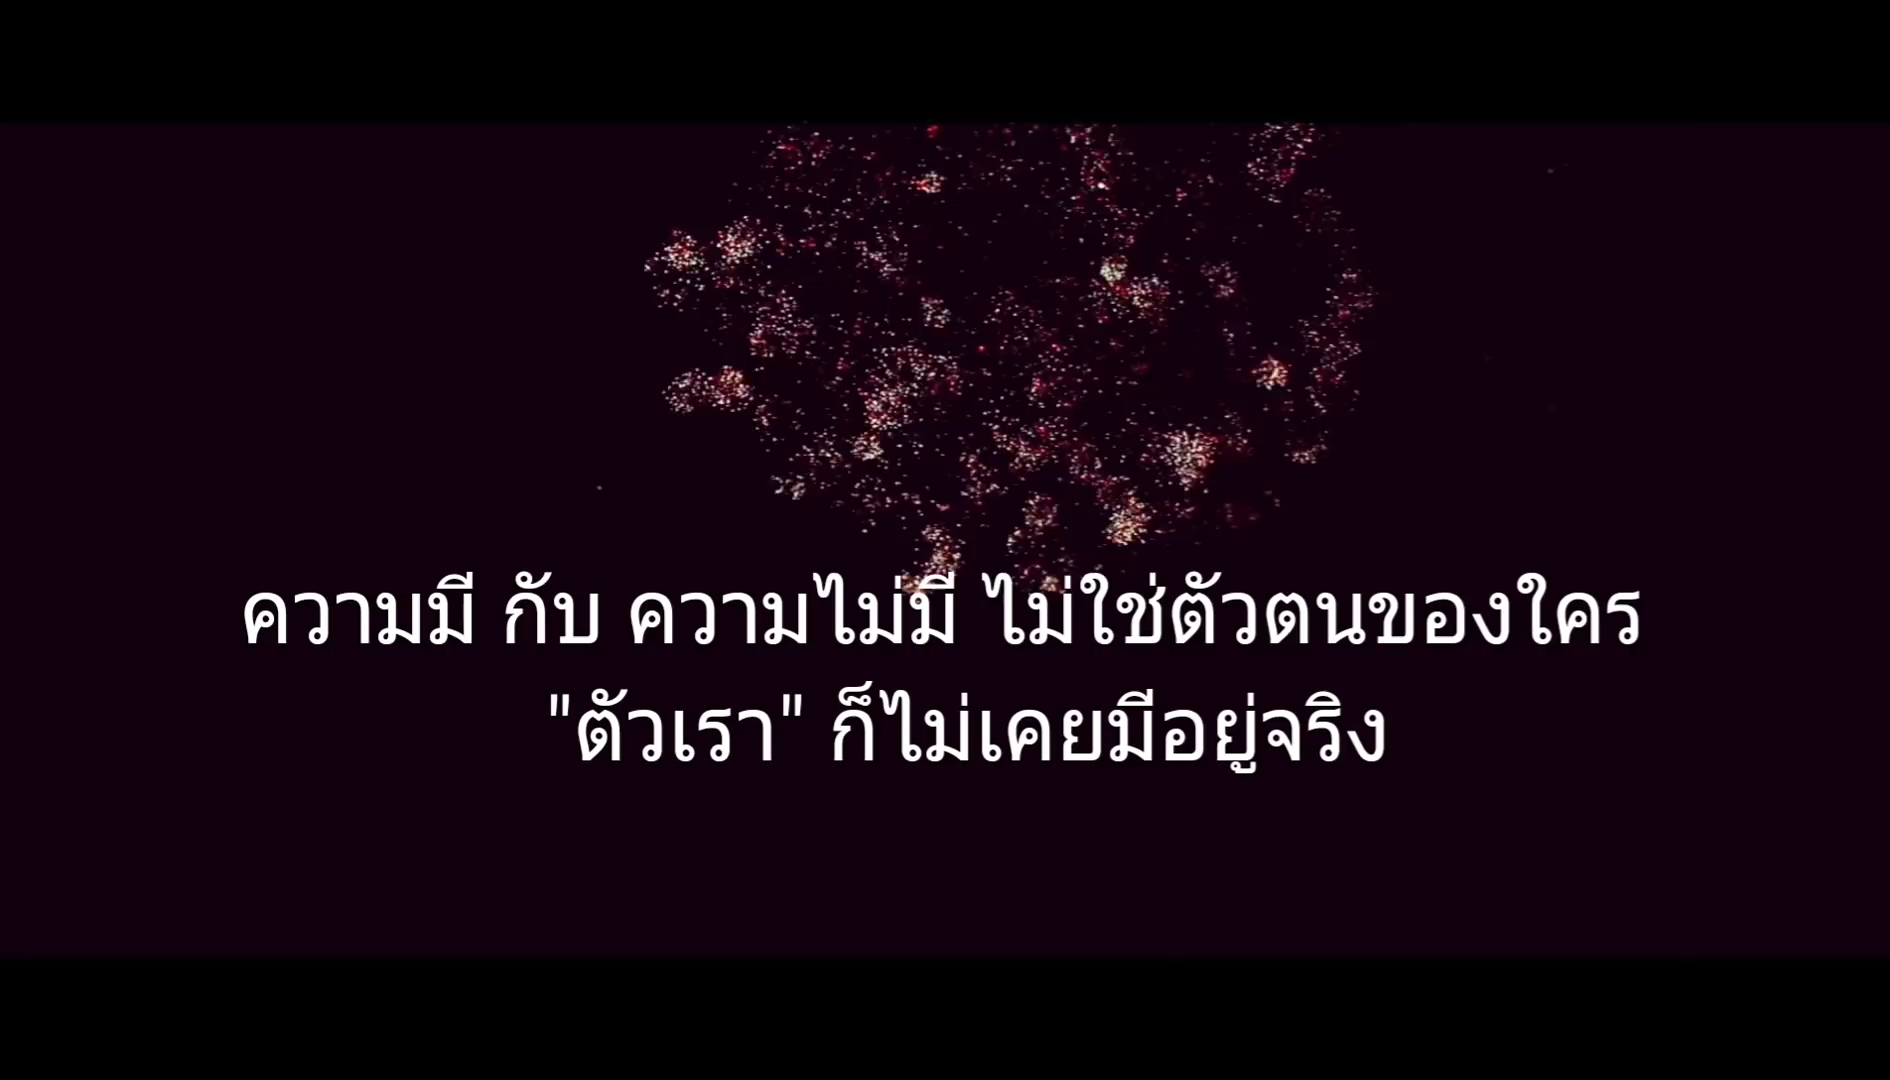 ความมี กับ ความไม่มี ไม่ใช่ตัวตนของใคร
"ตัวเรา" ก็ไม่เคยมีอยู่จริง